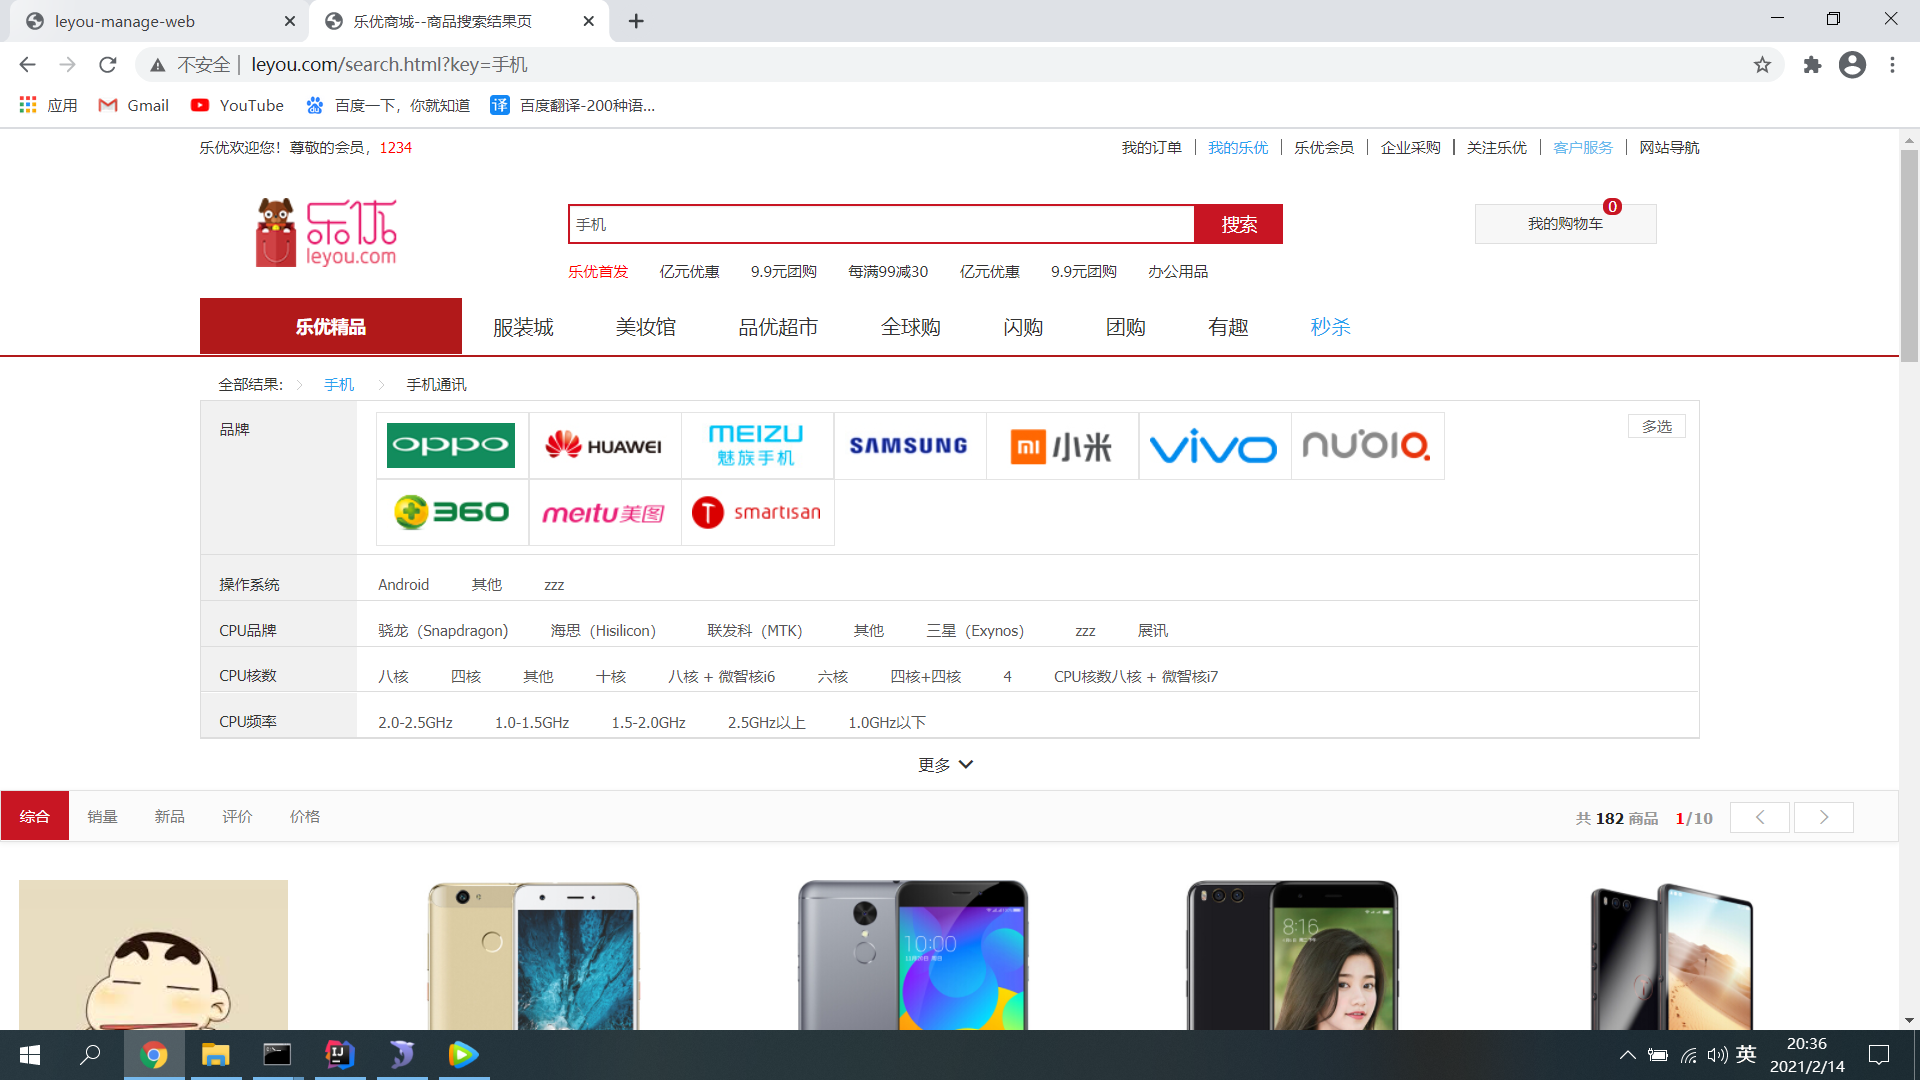 leyou-manage-web
乐优商城--商品搜索结果页
不安全 | leyou.com/search.html?key=手机
应用 Gmail YouTube 百度一下，你就知道 译 百度翻译-200种语...
乐优欢迎您！尊敬的会员，1234
我的订单 我的乐优 乐优会员 企业采购 关注乐优 客户服务 网站导航
乐优
leyou.com
手机
搜索
0
我的购物车
乐优首发 亿元优惠 9.9元团购 每满99减30 亿元优惠 9.9元团购 办公用品
乐优精品 服装城 美妆馆 品优超市 全球购 闪购 团购 有趣 秒杀
全部结果: 手机 手机通讯
品牌
oppo HUAWEI MEIZU 魅族手机 SAMSUNG mi小米 vivo nubia
多选
360 meitu美图 T smartisan
操作系统 Android 其他 zzz
CPU品牌 骁龙（Snapdragon) 海思（Hisilicon） 联发科（MTK) 其他 三星（Exynos) zzz 展讯
CPU核数 八核 四核 其他 十核 八核 + 微智核i6 六核 四核+四核 4 CPU核数八核 + 微智核i7
CPU频率 2.0-2.5GHz 1.0-1.5GHz 1.5-2.0GHz 2.5GHz以上 1.0GHz以下
更多
综合 销量 新品 评价 价格
共 182 商品 1/10
10:00
8:16
IJ
英
20:36
2021/2/14